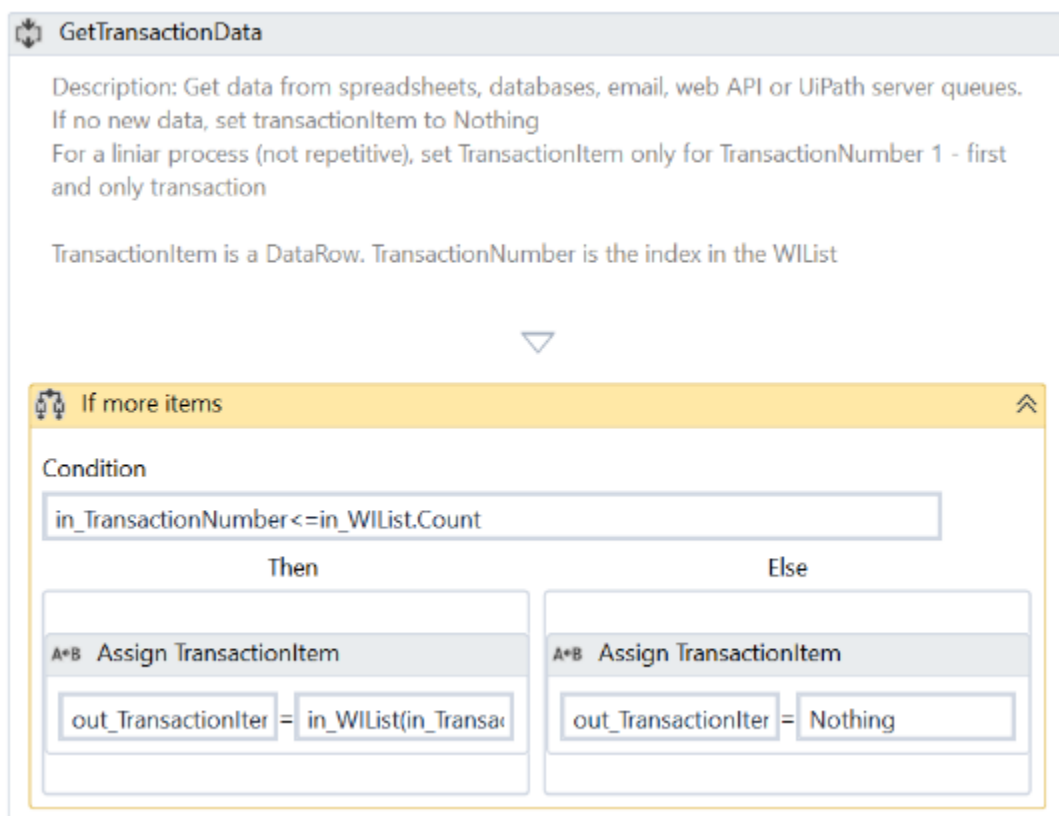 GetTransactionData
Description: Get data from spreadsheets, databases, email, web API or UiPath server queues.
If no new data, set transactionItem to Nothing
For a liniar process (not repetitive), set TransactionItem only for TransactionNumber 1 - first
and only transaction
TransactionItem is a DataRow. TransactionNumber is the index in the WIList
If more items
Condition
in_TransactionNumber<=in_WIList.Count
Then
Else
A+B Assign TransactionItem
A+B Assign TransactionItem
out_TransactionIter = in_WIList(in_Transac
out_TransactionIter = Nothing